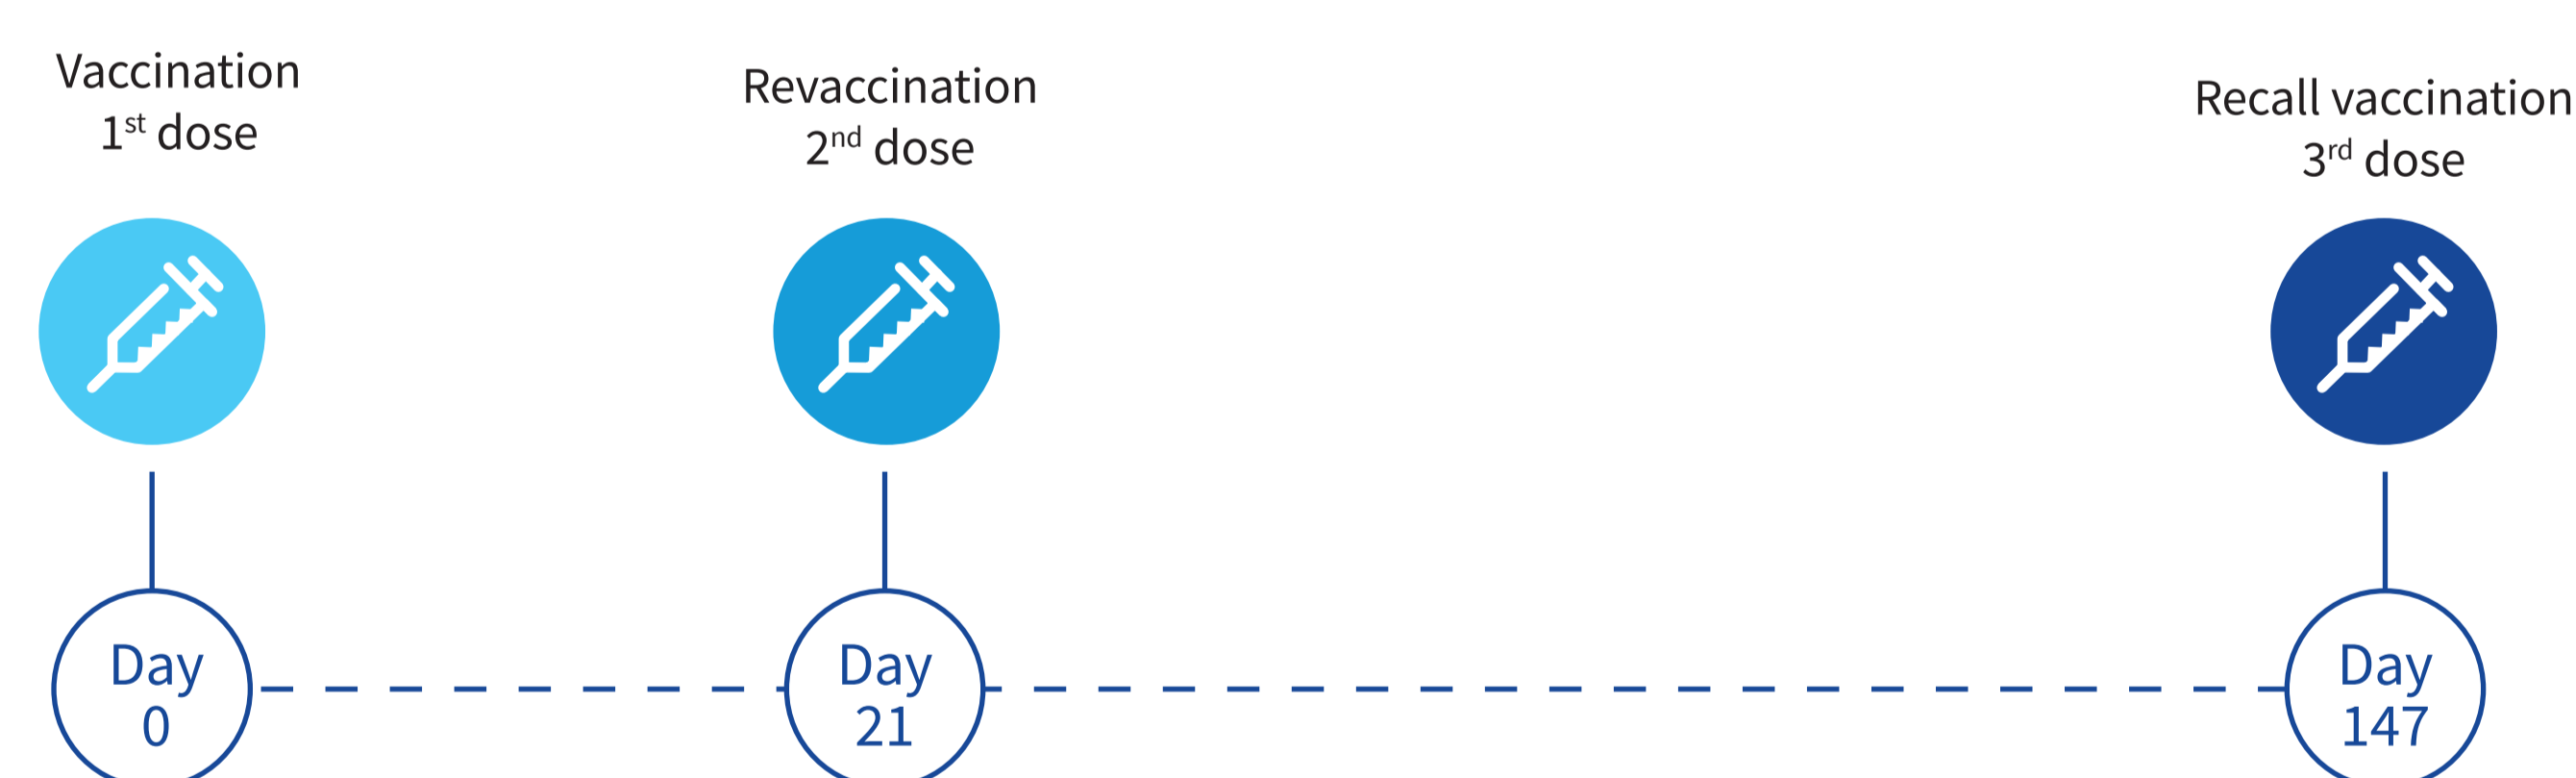 Vaccination
1st dose
Revaccination
2nd dose
Recall vaccination
3rd dose
Day
0
Day
21
Day
147